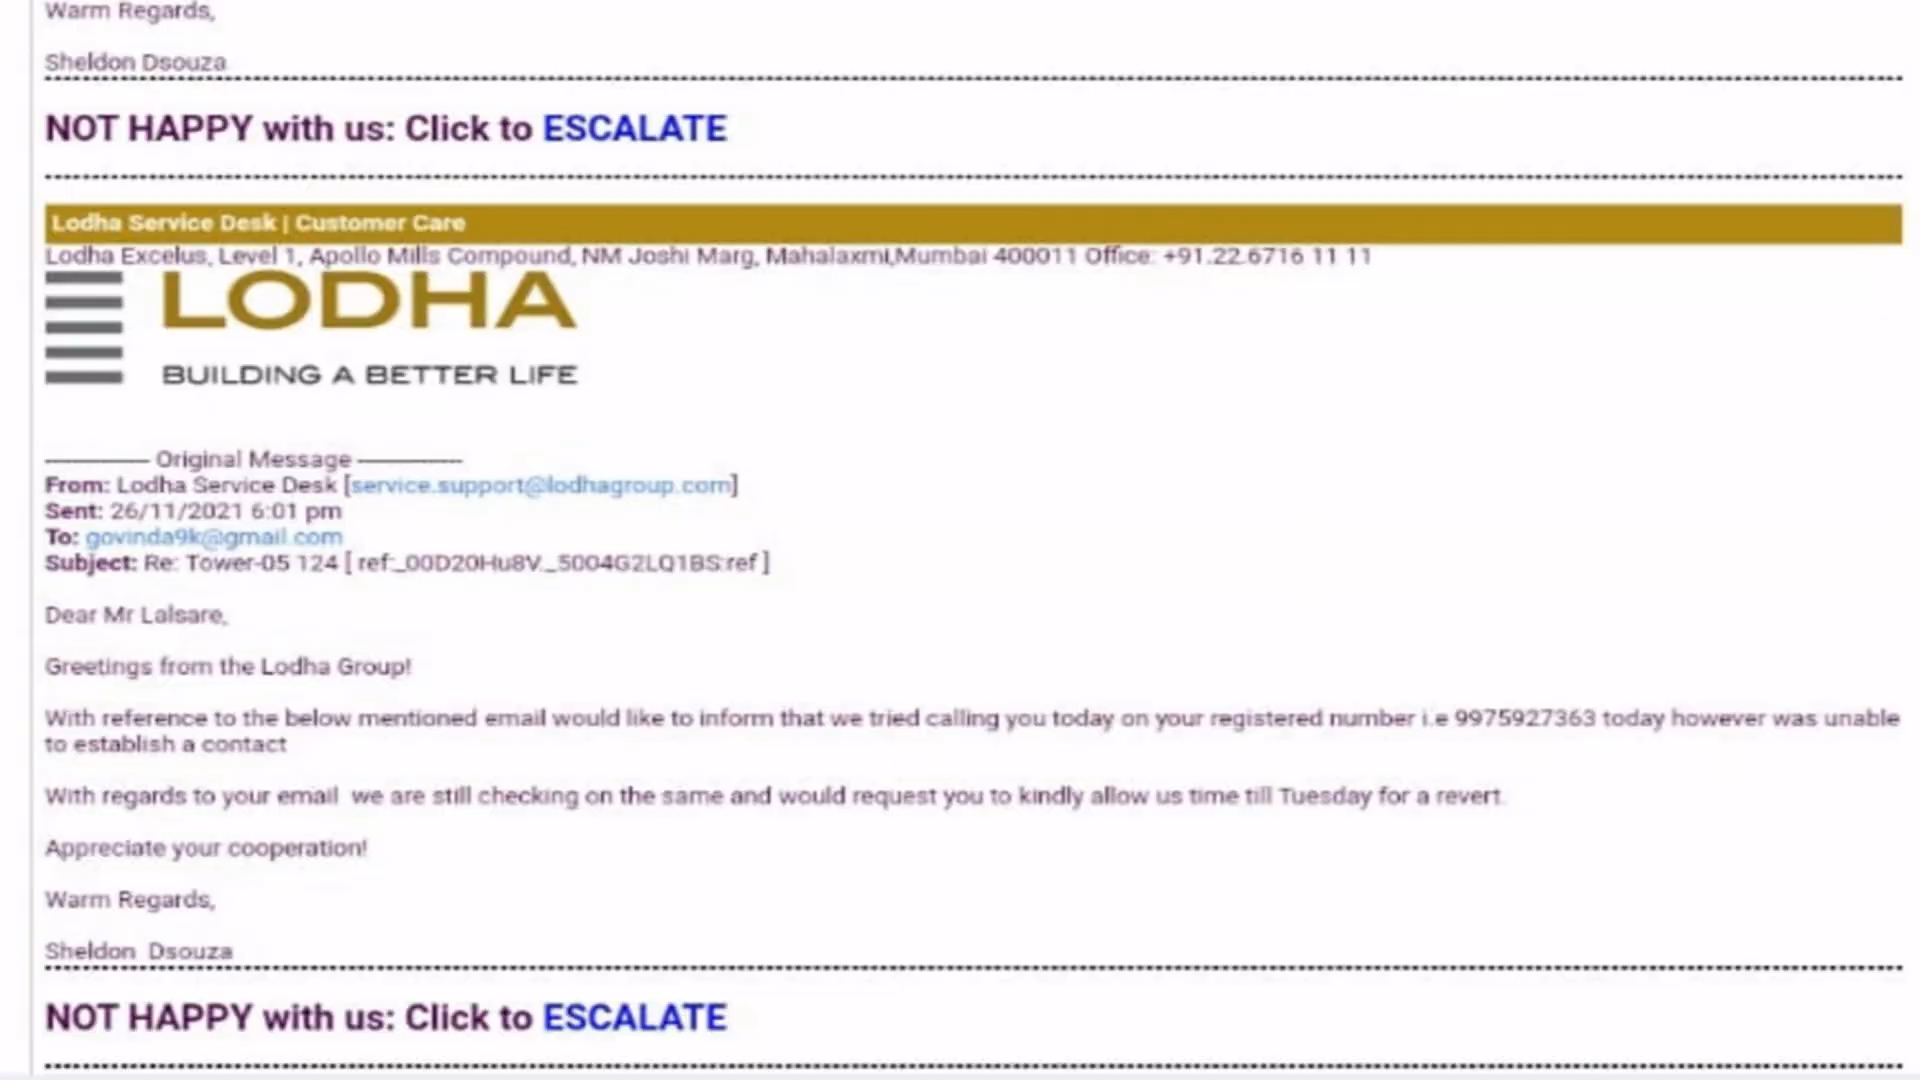 Warm Regards,
Sheldon Dsouza
NOT HAPPY with us: Click to ESCALATE
Lodha Service Desk | Customer Care
Lodha Excelus, Level 1, Apollo Mills Compound, NM Joshi Marg, Mahalaxmi,Mumbai 400011 Office: +91.22.6716 11 11
LODHA
BUILDING A BETTER LIFE
--------------- Original Message ---------------
From: Lodha Service Desk [service.support@lodhagroup.com]
Sent: 26/11/2021 6:01 pm
To: govinda9k@gmail.com
Subject: Re: Tower-05 124 [ ref:_00D20Hu8V._5004G2LQ1BS:ref ]
Dear Mr Lalsare,
Greetings from the Lodha Group!
With reference to the below mentioned email would like to inform that we tried calling you today on your registered number i.e 9975927363 today however was unable
to establish a contact
With regards to your email we are still checking on the same and would request you to kindly allow us time till Tuesday for a revert.
Appreciate your cooperation!
Warm Regards,
Sheldon Dsouza
NOT HAPPY with us: Click to ESCALATE